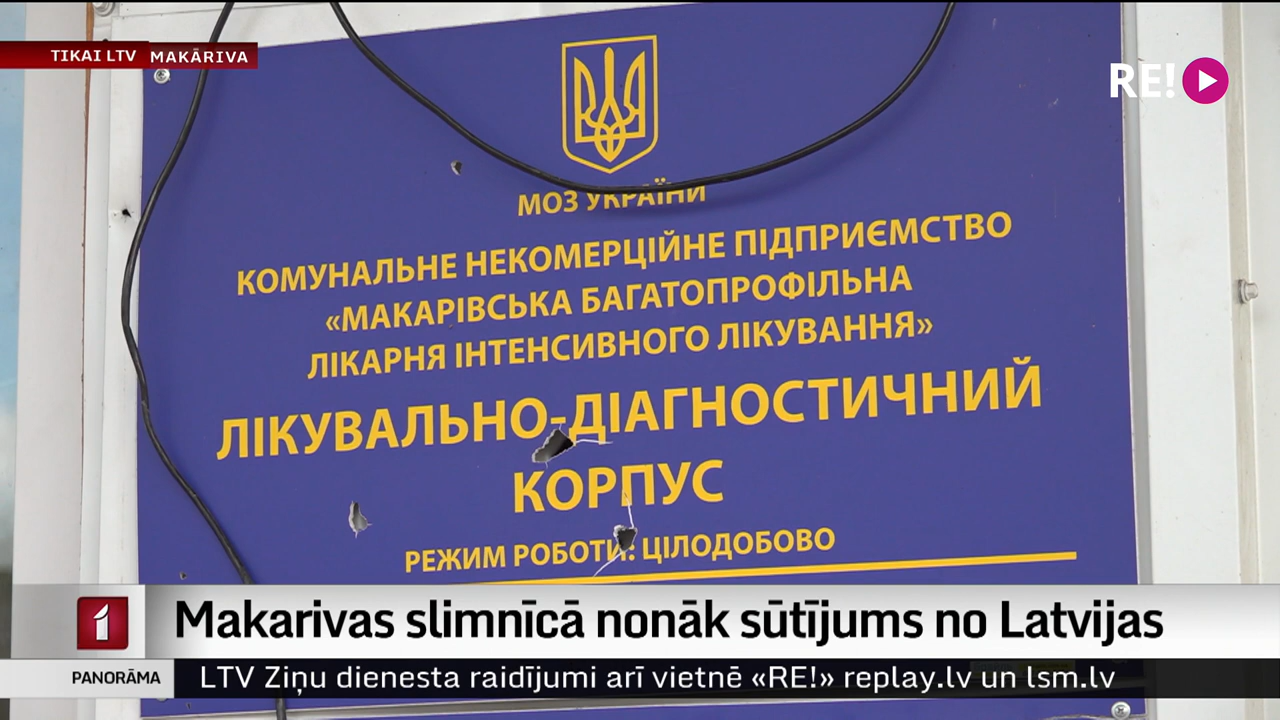 TIKAI LTV MAKĀRIVA
RE!
МОЗ УКРАЇНИ
КОМУНАЛЬНЕ НЕКОМЕРЦІЙНЕ ПІДПРИЄМСТВО
«МАКАРІВСЬКА БАГАТОПРОФІЛЬНА
ЛІКАРНЯ ІНТЕНСИВНОГО ЛІКУВАННЯ»
ЛІКУВАЛЬНО-ДІАГНОСТИЧНИЙ
КОРПУС
РЕЖИМ РОБОТИ: ЦІЛОДОБОВО
1 Makarivas slimnīcā nonāk sūtījums no Latvijas
PANORĀMA LTV Ziņu dienesta raidījumi arī vietnē «RE!» replay.lv un lsm.lv